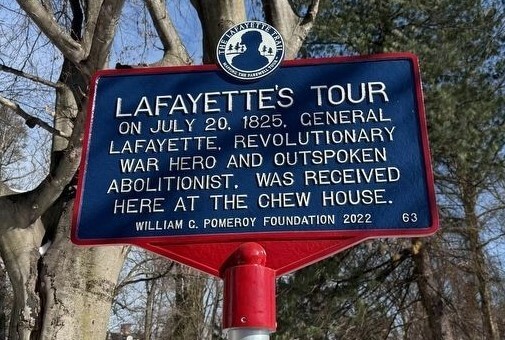 THE LAFAYETTE TRAIL
LAFAYETTE'S TOUR
ON JULY 20, 1825, GENERAL
LAFAYETTE, REVOLUTIONARY
WAR HERO AND OUTSPOKEN
ABOLITIONIST, WAS RECEIVED
HERE AT THE CHEW HOUSE.
WILLIAM G. POMEROY FOUNDATION 2022 63